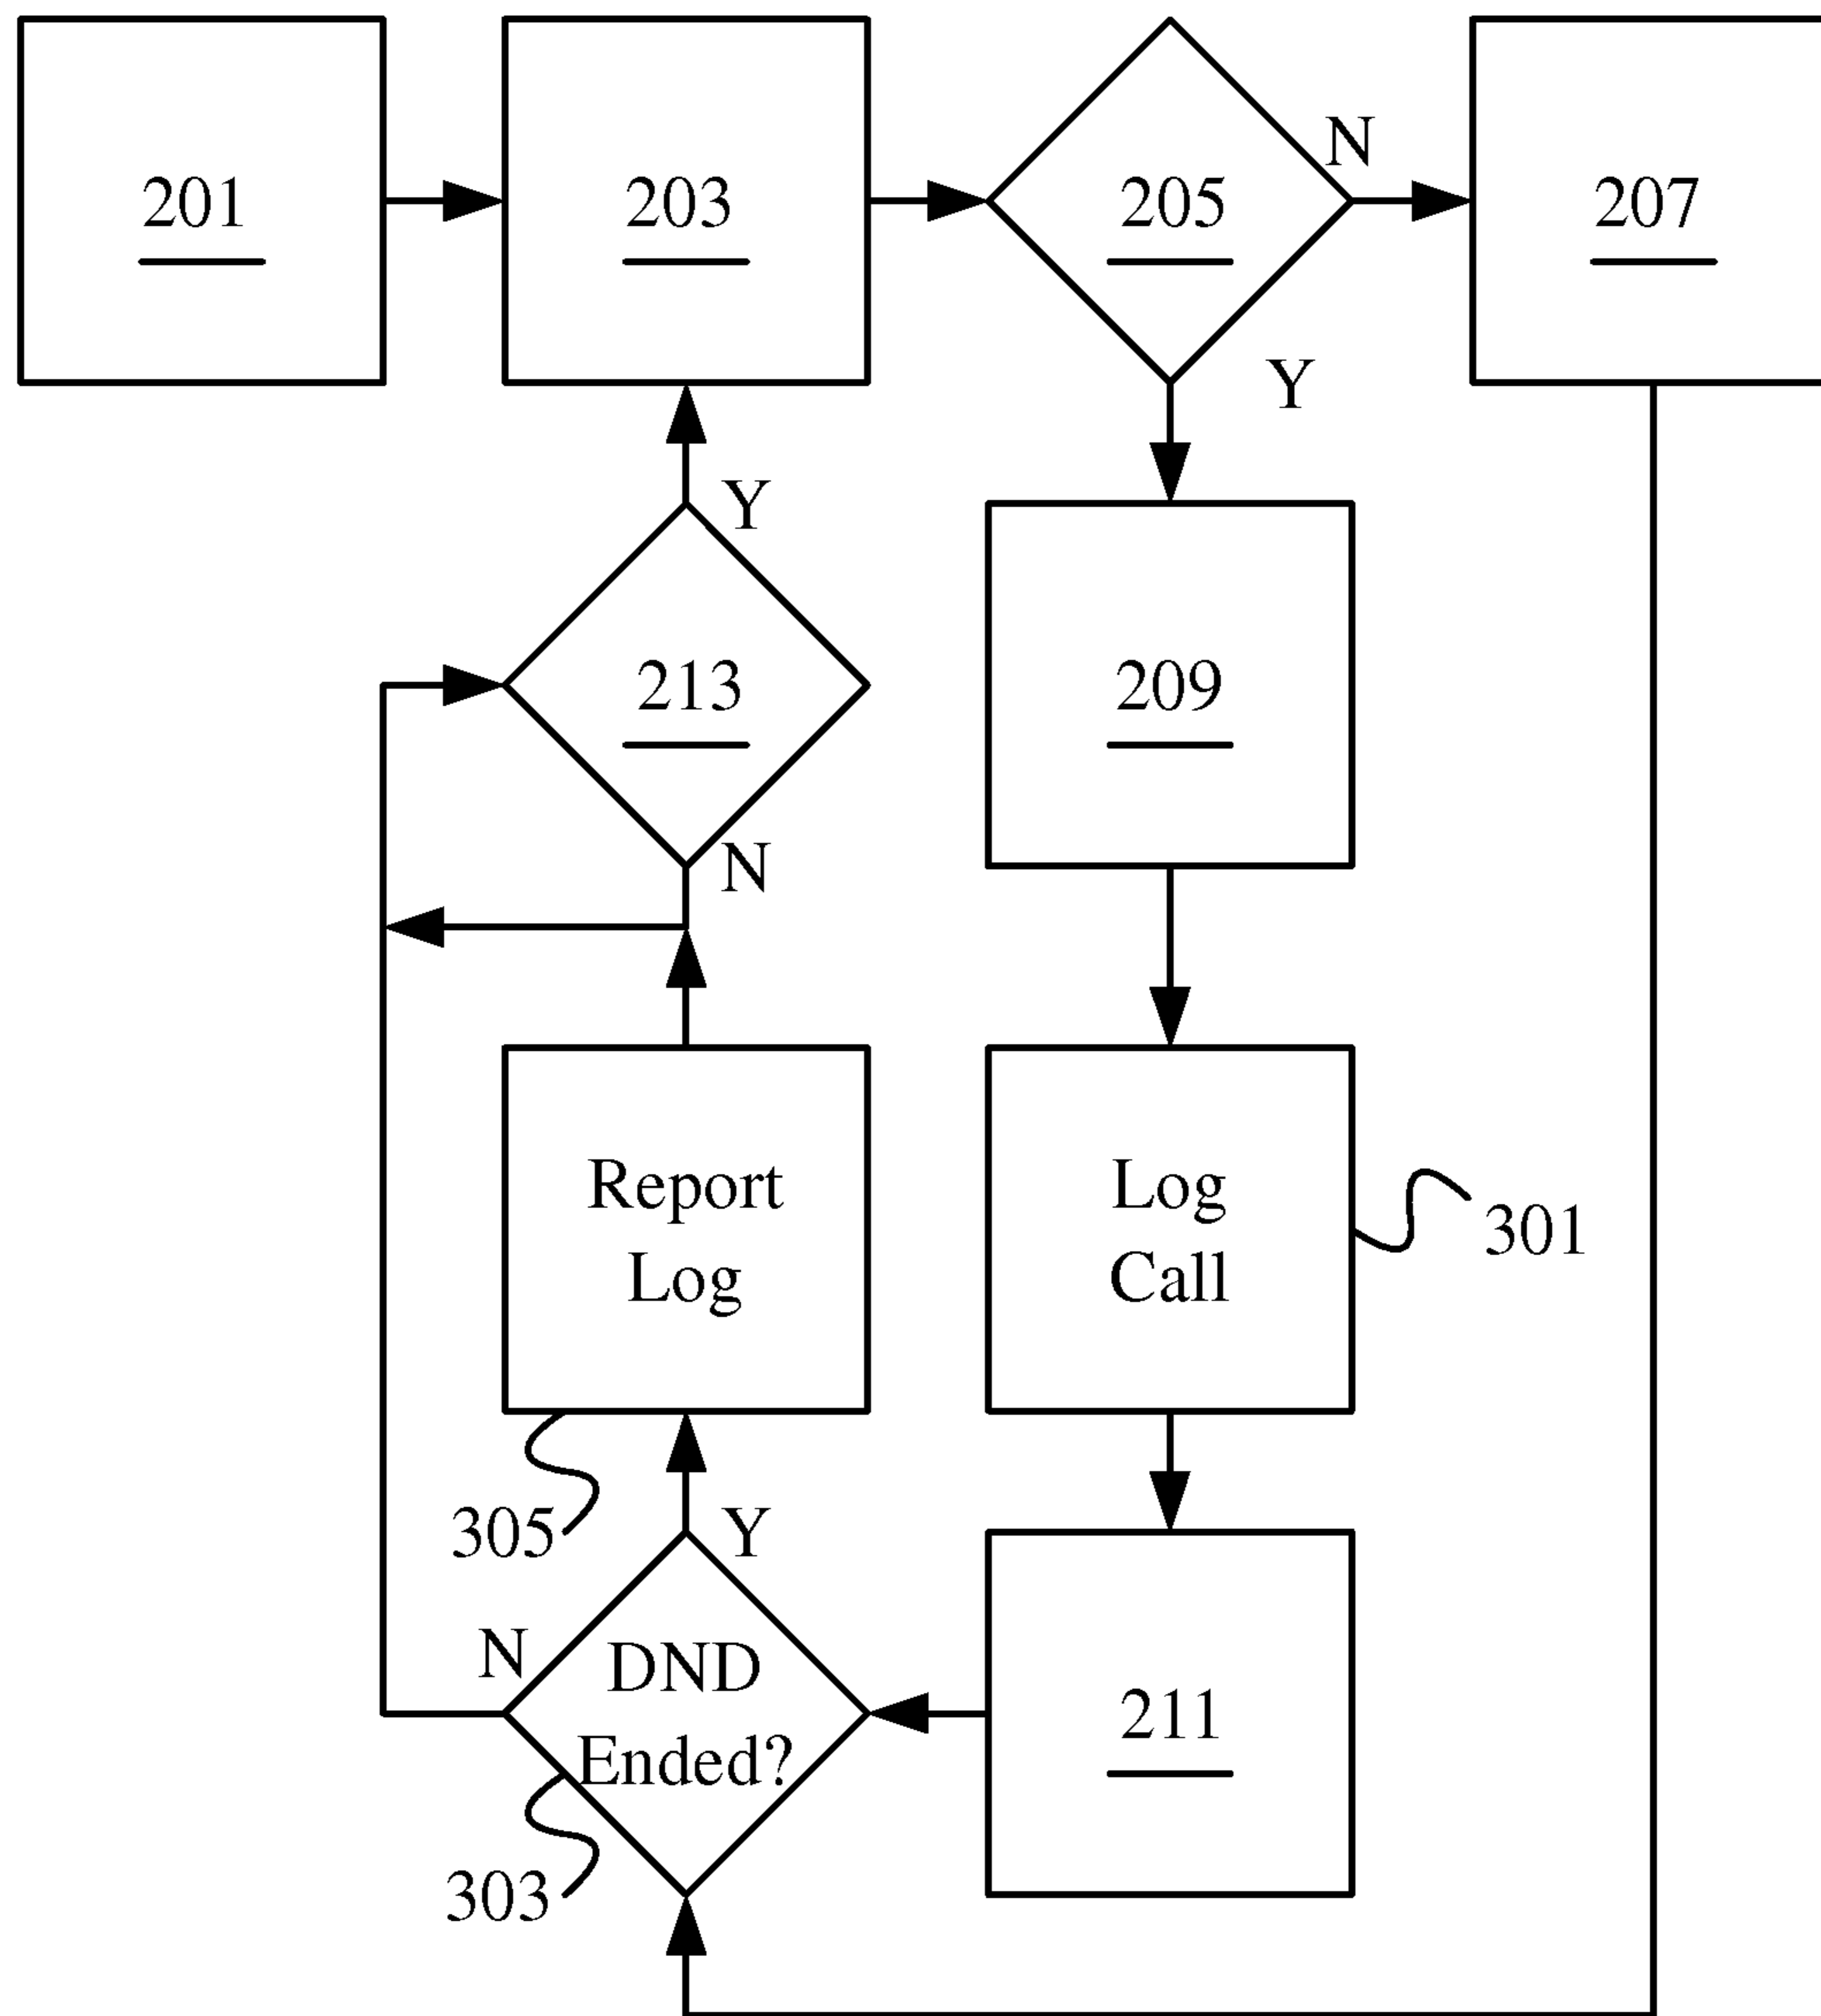 201
203
205
N
207
Y
Y
213
209
N
Report
Log
Log
Call
301
305
Y
N
DND
Ended?
211
303